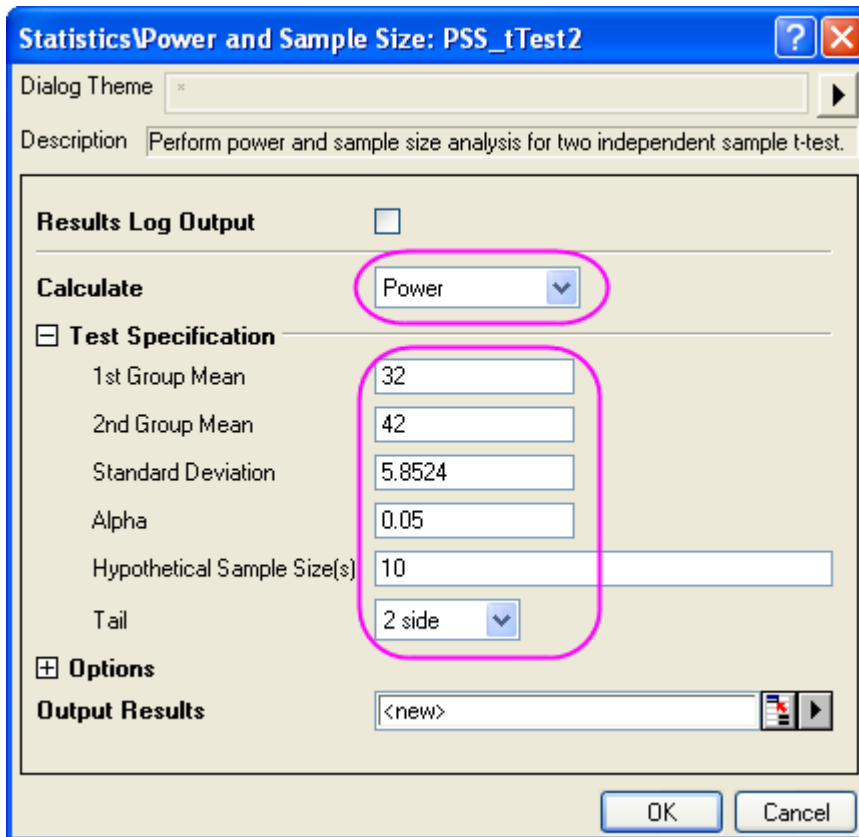 Statistics\Power and Sample Size: PSS_tTest2
Dialog Theme *
Description Perform power and sample size analysis for two independent sample t-test.
Results Log Output
Calculate Power
Test Specification
1st Group Mean 32
2nd Group Mean 42
Standard Deviation 5.8524
Alpha 0.05
Hypothetical Sample Size(s) 10
Tail 2 side
Options
Output Results <new>
OK Cancel